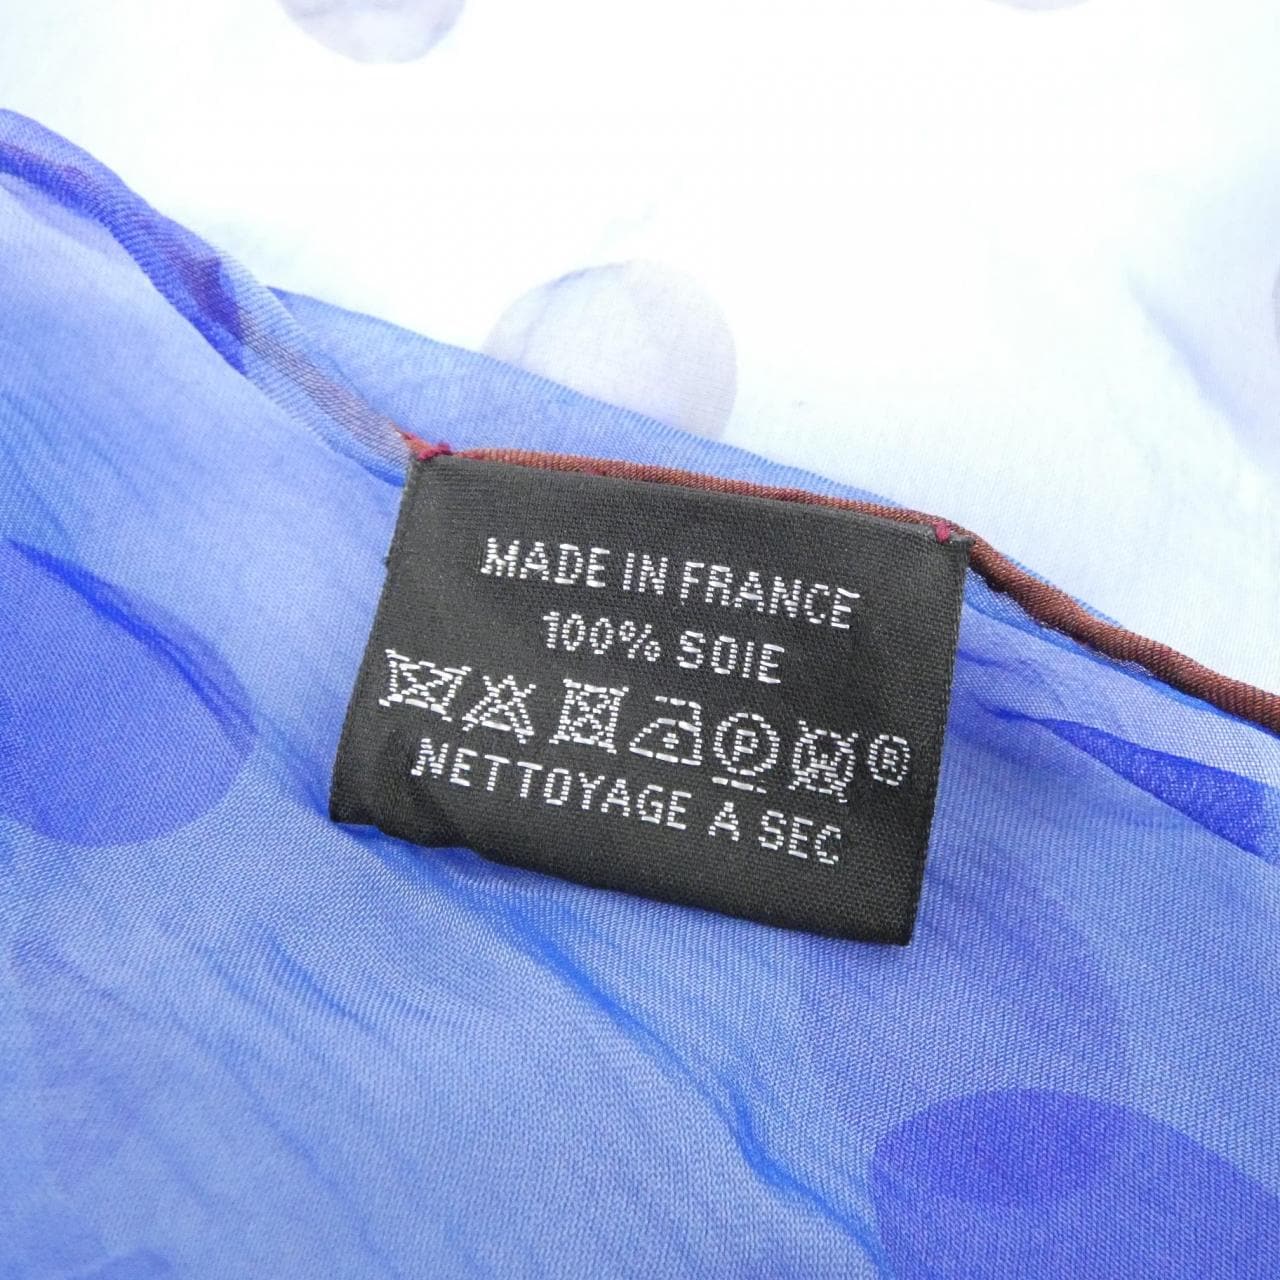 MADE IN FRANCE
100% SOIE
P W ®
NETTOYAGE A SEC